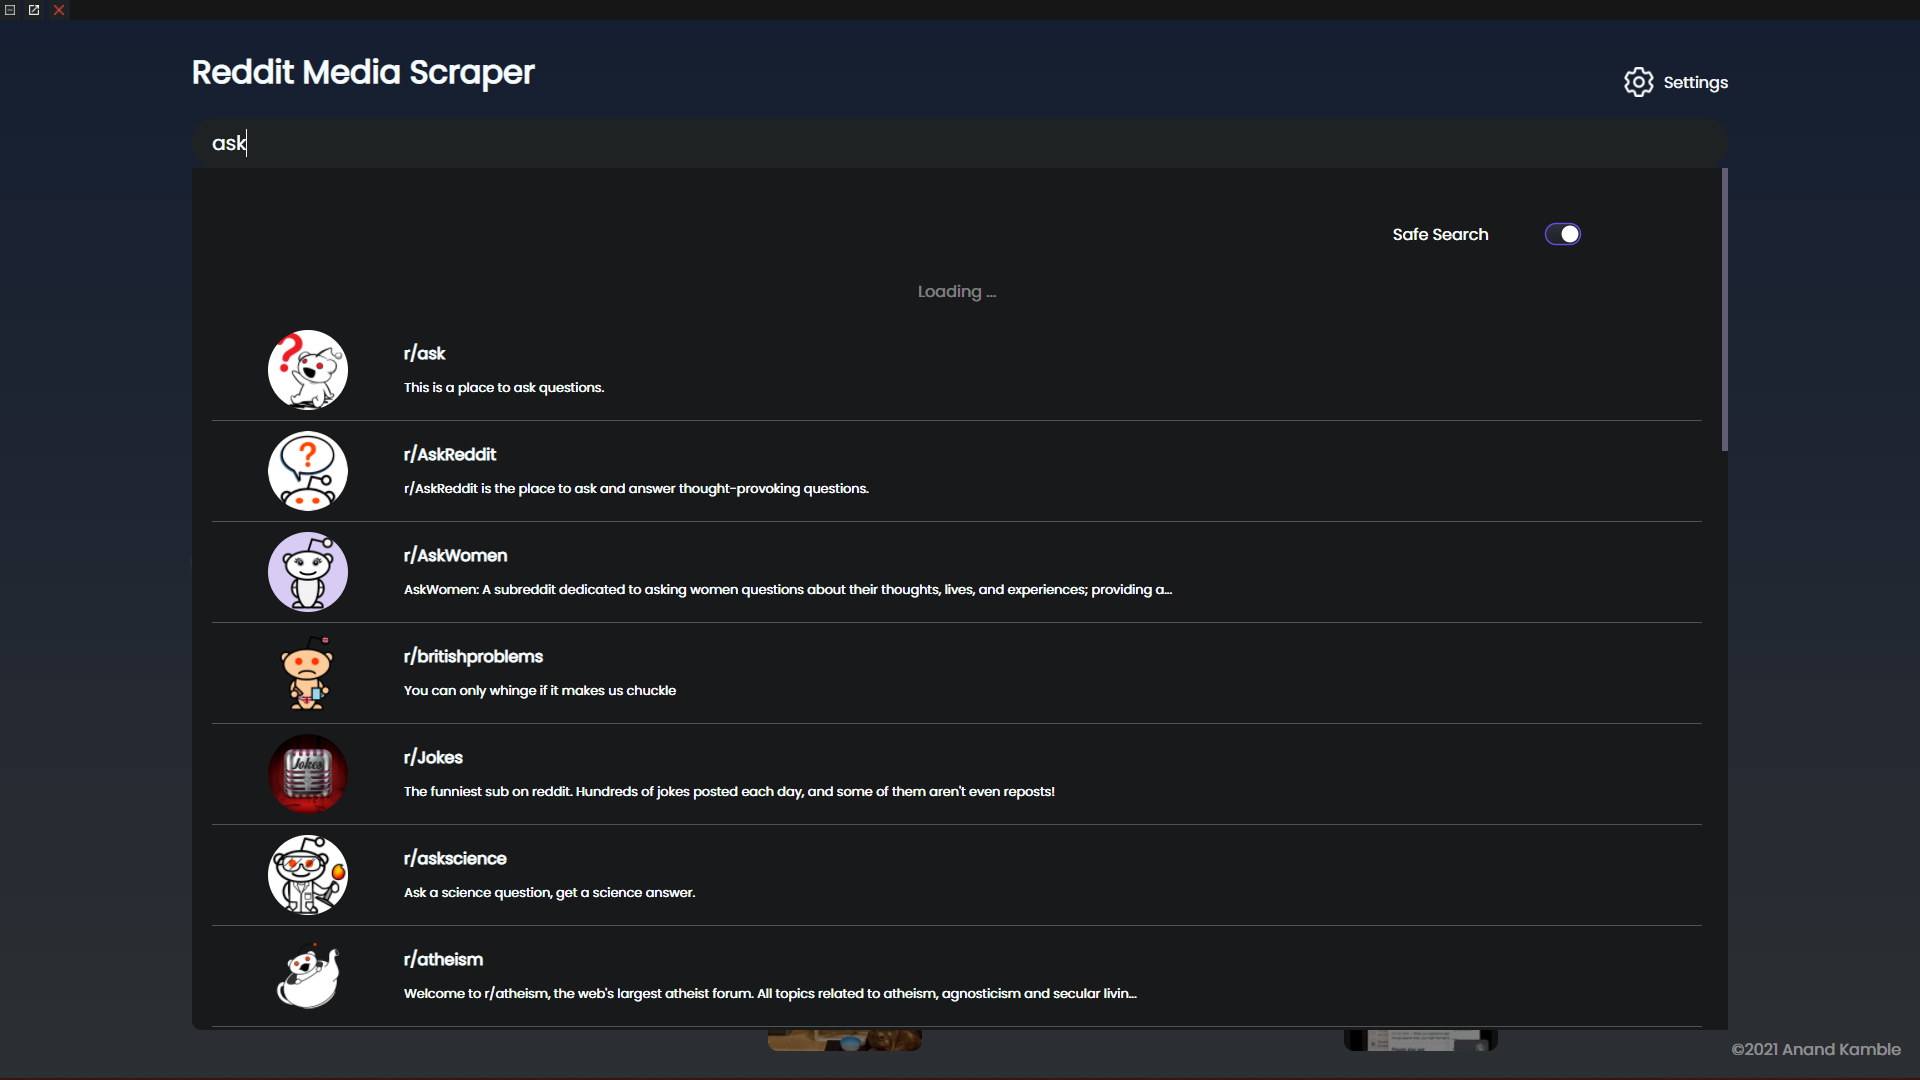 Reddit Media Scraper
Settings
ask
Safe Search
Loading ...
r/ask
This is a place to ask questions.
r/AskReddit
r/AskReddit is the place to ask and answer thought-provoking questions.
r/AskWomen
AskWomen: A subreddit dedicated to asking women questions about their thoughts, lives, and experiences; providing a...
r/britishproblems
You can only whinge if it makes us chuckle
r/Jokes
The funniest sub on reddit. Hundreds of jokes posted each day, and some of them aren't even reposts!
Jokes
r/askscience
Ask a science question, get a science answer.
r/atheism
Welcome to r/atheism, the web's largest atheist forum. All topics related to atheism, agnosticism and secular livin...
©2021 Anand Kamble